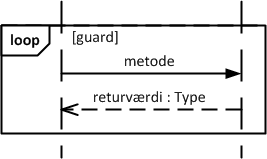 loop
[guard]
metode
returværdi : Type